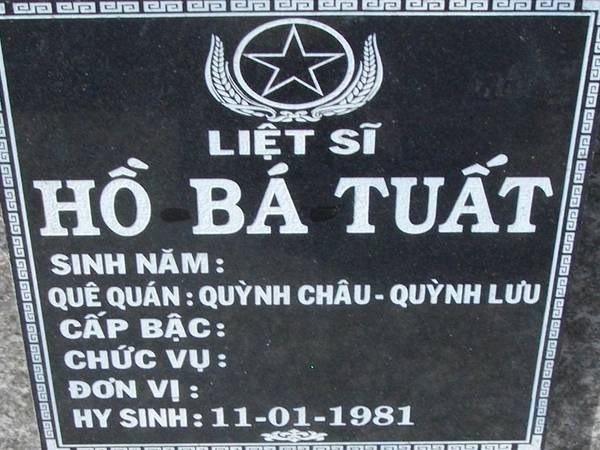 LIỆT SĨ
HỒ BÁ TUẤT
SINH NĂM :
QUÊ QUÁN : QUỲNH CHÂU - QUỲNH LƯU
CẤP BẬC :
CHỨC VỤ :
ĐƠN VỊ :
HY SINH : 11-01-1981